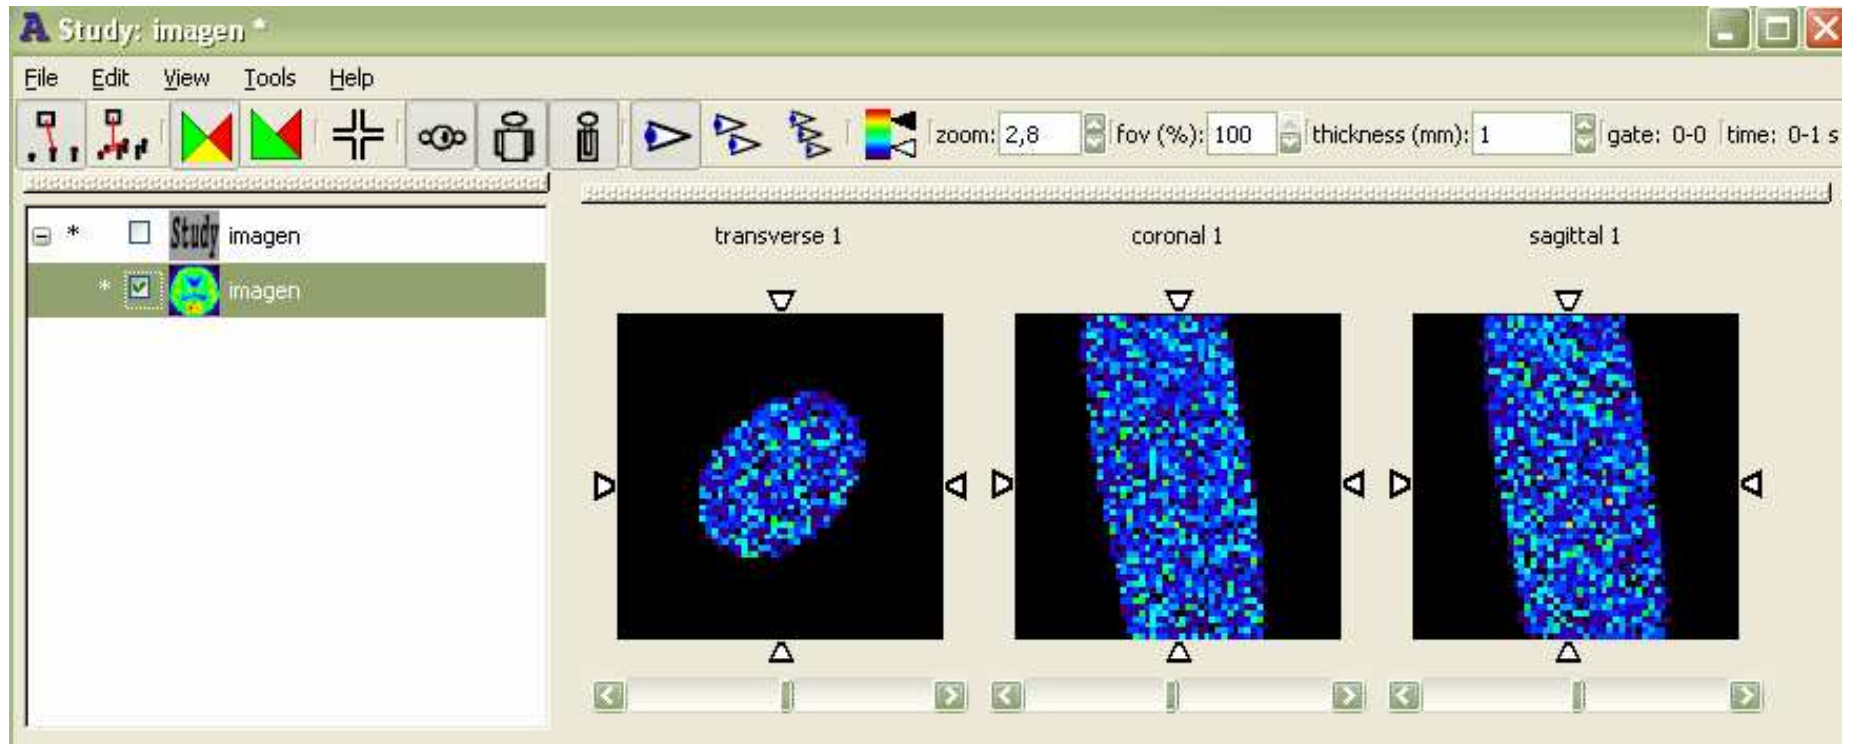 Study: imagen *
File Edit View Tools Help
zoom: 2,8 fov (%): 100 thickness (mm): 1 gate: 0-0 time: 0-1 s
* Study imagen
* imagen
transverse 1 coronal 1 sagittal 1